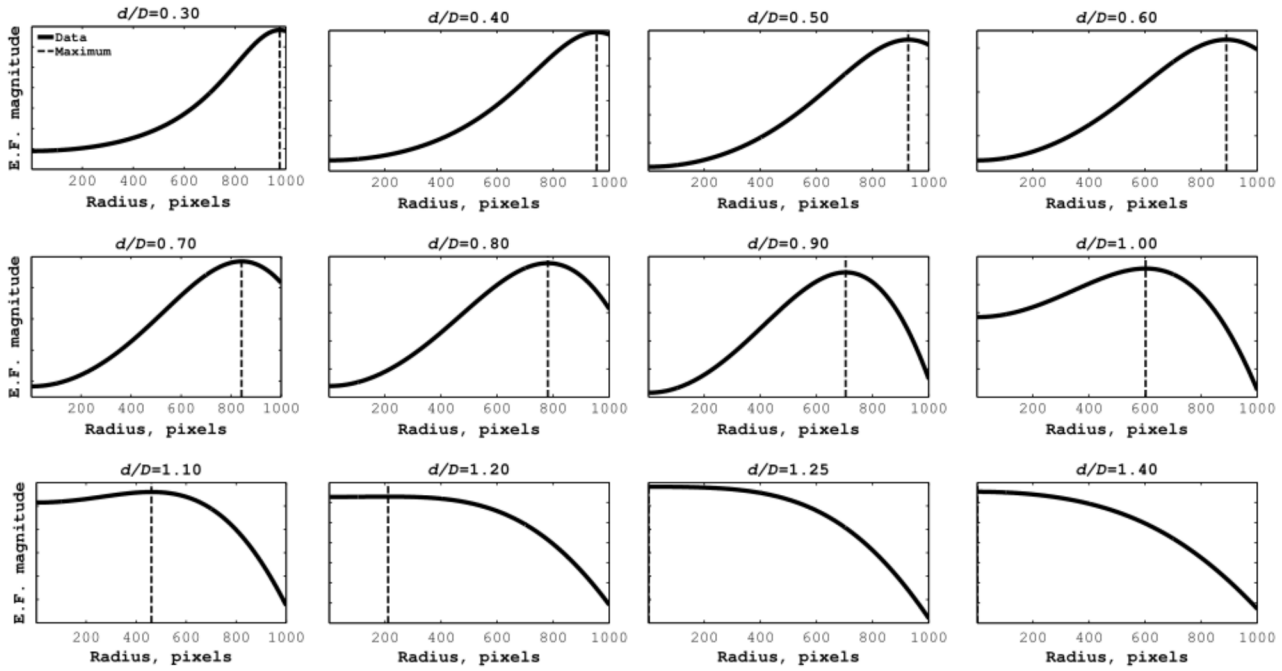 d/D=0.30
d/D=0.40
d/D=0.50
d/D=0.60
E.F. magnitude
Data
Maximum
200 400 600 800 1000
200 400 600 800 1000
200 400 600 800 1000
200 400 600 800 1000
Radius, pixels
Radius, pixels
Radius, pixels
Radius, pixels
d/D=0.70
d/D=0.80
d/D=0.90
d/D=1.00
E.F. magnitude
200 400 600 800 1000
200 400 600 800 1000
200 400 600 800 1000
200 400 600 800 1000
Radius, pixels
Radius, pixels
Radius, pixels
Radius, pixels
d/D=1.10
d/D=1.20
d/D=1.25
d/D=1.40
E.F. magnitude
200 400 600 800 1000
200 400 600 800 1000
200 400 600 800 1000
200 400 600 800 1000
Radius, pixels
Radius, pixels
Radius, pixels
Radius, pixels